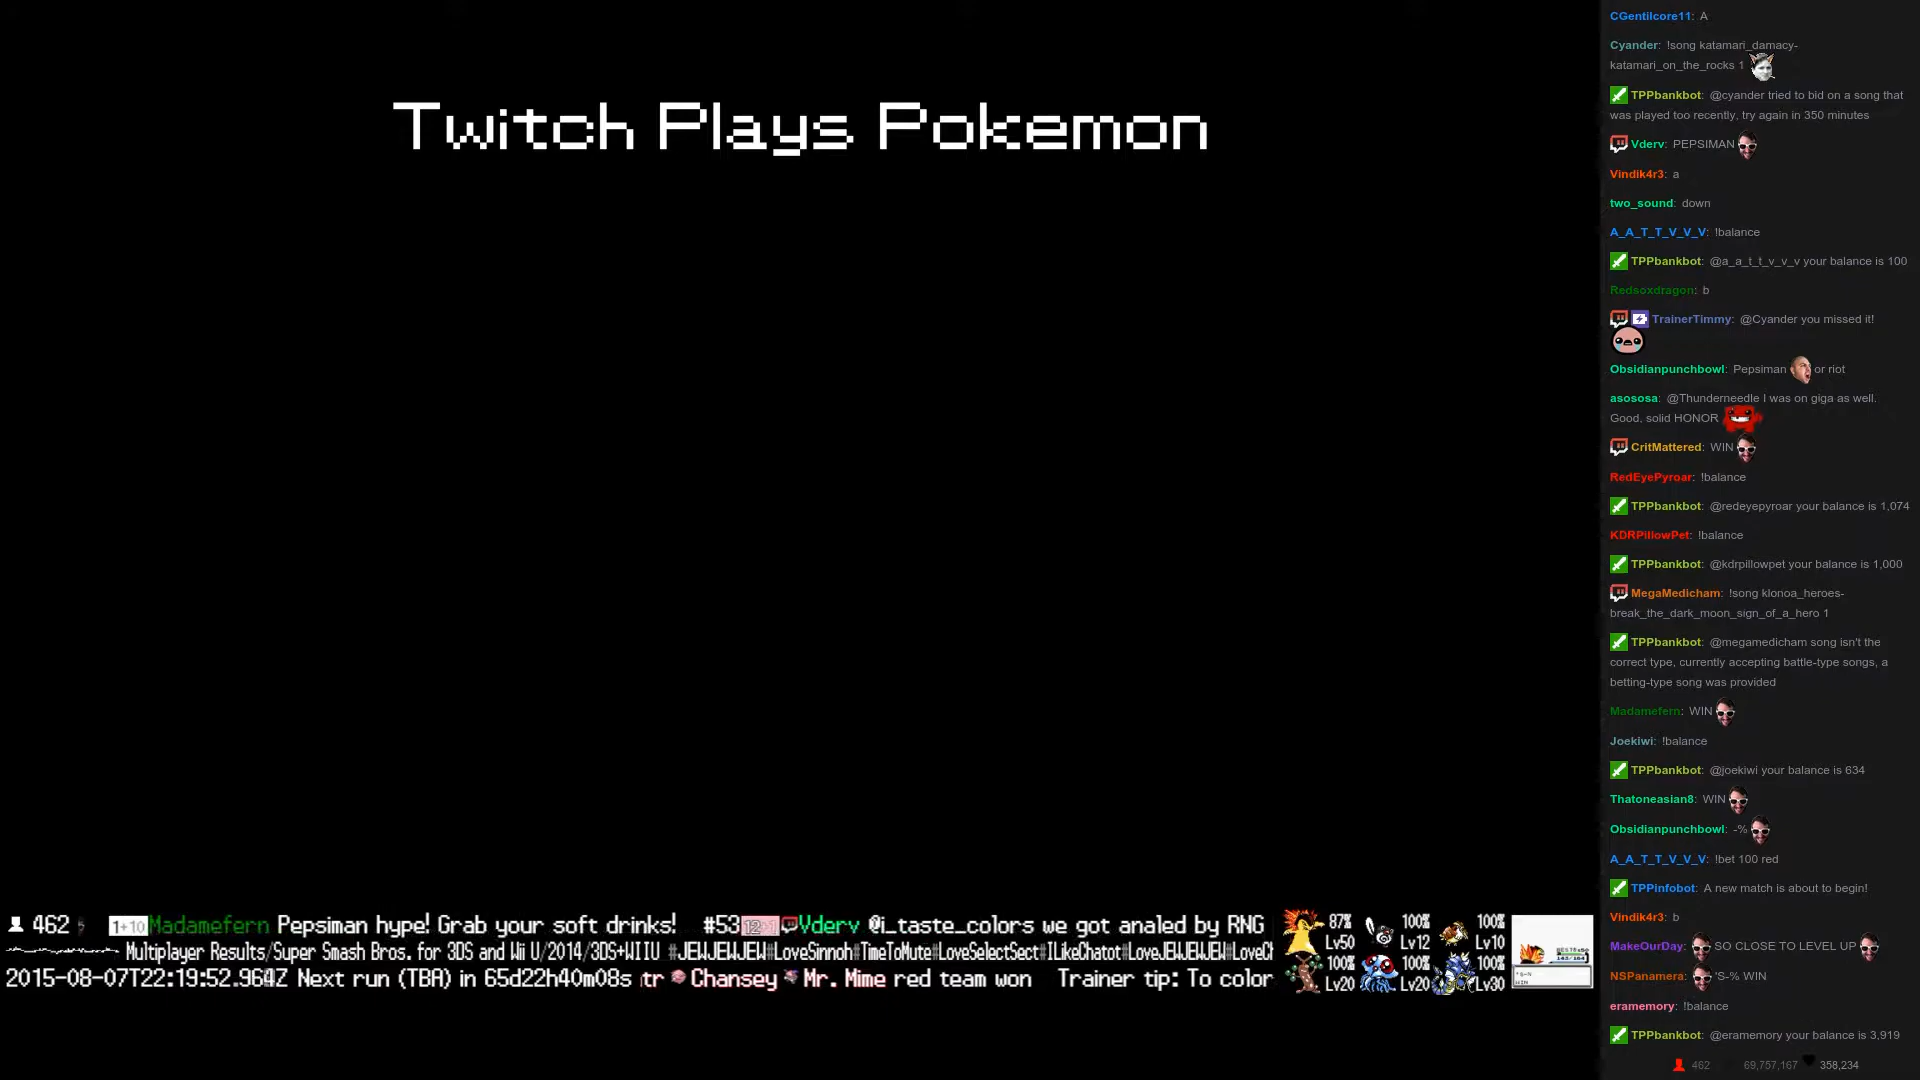 Twitch Plays Pokemon
462
1+10 Madamefern Pepsiman hype! Grab your soft drinks! #53 12+1 Vderv @i_taste_colors we got analed by RNG
Multiplayer Results/Super Smash Bros. for 3DS and Wii U/2014/3DS+WIIU #JEWJEWJEW#LoveSinnoh#TimeToMute#LoveSelectSect#ILikeChatot#LoveJEWJEWJEW#LoveCh
2015-08-07T22:19:52.964Z Next run (TBA) in 65d22h40m08s tr Chansey Mr. Mime red team won Trainer tip: To color
87% 100% 100%
Lv50 Lv12 Lv10
100% 100% 100%
Lv20 Lv20 Lv30
CGentilcore11: A
Cyander: !song katamari_damacy-
katamari_on_the_rocks 1
TPPbankbot: @cyander tried to bid on a song that
was played too recently, try again in 350 minutes
Vderv: PEPSIMAN
Vindik4r3: a
two_sound: down
A_A_T_T_V_V_V: !balance
TPPbankbot: @a_a_t_t_v_v_v your balance is 100
Redsoxdragon: b
TrainerTimmy: @Cyander you missed it!
Obsidianpunchbowl: Pepsiman or riot
asososa: @Thunderneedle I was on giga as well.
Good, solid HONOR
CritMattered: WIN
RedEyePyroar: !balance
TPPbankbot: @redeyepyroar your balance is 1,074
KDRPillowPet: !balance
TPPbankbot: @kdrpillowpet your balance is 1,000
MegaMedicham: !song klonoa_heroes-
break_the_dark_moon_sign_of_a_hero 1
TPPbankbot: @megamedicham song isn't the
correct type, currently accepting battle-type songs, a
betting-type song was provided
Madamefern: WIN
Joekiwi: !balance
TPPbankbot: @joekiwi your balance is 634
Thatoneasian8: WIN
Obsidianpunchbowl: -%
A_A_T_T_V_V_V: !bet 100 red
TPPinfobot: A new match is about to begin!
Vindik4r3: b
MakeOurDay: SO CLOSE TO LEVEL UP
NSPanamera: 'S-% WIN
eramemory: !balance
TPPbankbot: @eramemory your balance is 3,919
462 69,757,167 358,234